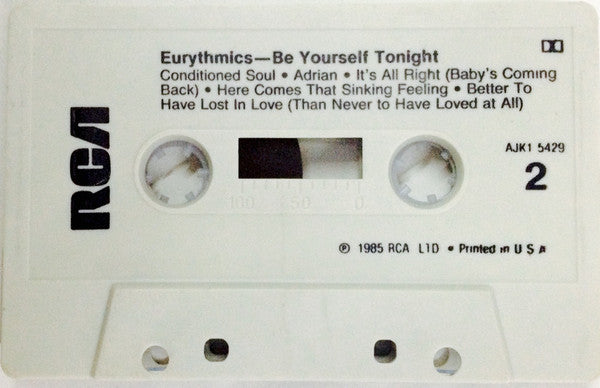 Eurythmics—Be Yourself Tonight
Conditioned Soul • Adrian • It's All Right (Baby's Coming
Back) • Here Comes That Sinking Feeling • Better To
Have Lost In Love (Than Never to Have Loved at All)
RCA
AJK1 5429
2
100 50 0
℗ 1985 RCA LTD • Printed in U S A